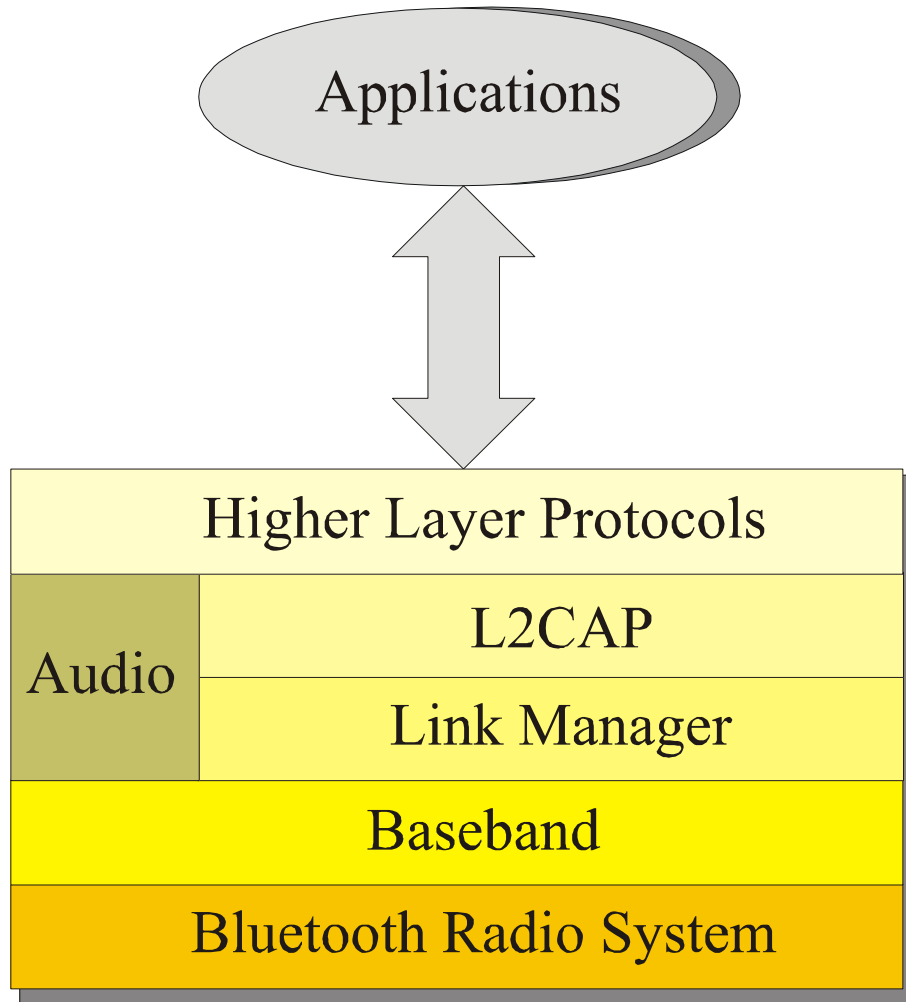 Applications
Higher Layer Protocols
L2CAP
Audio
Link Manager
Baseband
Bluetooth Radio System